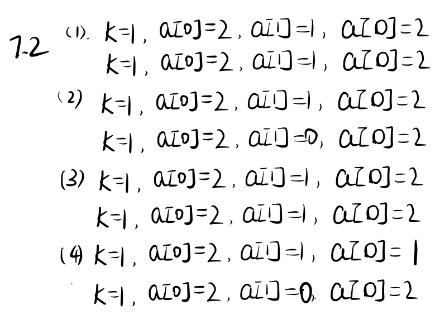 7.2 (1). K=1, a[0]=2, a[1]=1, a[0]=2
K=1, a[0]=2, a[1]=1, a[0]=2
(2) K=1, a[0]=2, a[1]=1, a[0]=2
K=1, a[0]=2, a[1]=0, a[0]=2
(3) K=1, a[0]=2, a[1]=1, a[0]=2
K=1, a[0]=2, a[1]=1, a[0]=2
(4) K=1, a[0]=2, a[1]=1, a[0]=1
K=1, a[0]=2, a[1]=0, a[0]=2